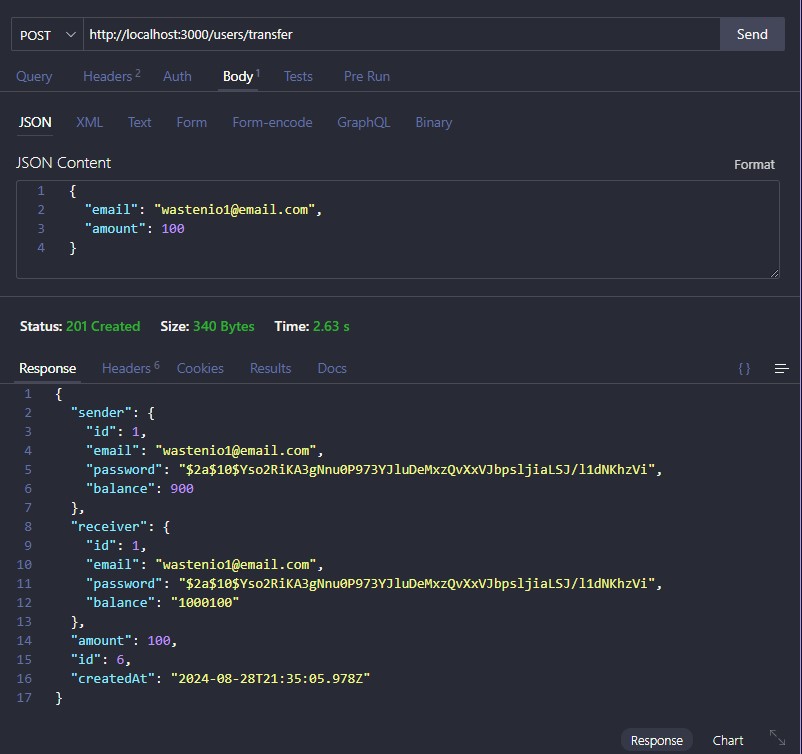 POST http://localhost:3000/users/transfer Send
Query Headers 2 Auth Body 1 Tests Pre Run
JSON XML Text Form Form-encode GraphQL Binary
JSON Content Format
1 {
2 "email": "wastenio1@email.com",
3 "amount": 100
4 }
Status: 201 Created Size: 340 Bytes Time: 2.63 s
Response Headers 6 Cookies Results Docs { }
1 {
2 "sender": {
3 "id": 1,
4 "email": "wastenio1@email.com",
5 "password": "$2a$10$Yso2RiKA3gNnu0P973YJluDeMxzQvXxVJbpsljiaLSJ/l1dNKhzVi",
6 "balance": 900
7 },
8 "receiver": {
9 "id": 1,
10 "email": "wastenio1@email.com",
11 "password": "$2a$10$Yso2RiKA3gNnu0P973YJluDeMxzQvXxVJbpsljiaLSJ/l1dNKhzVi",
12 "balance": "1000100"
13 },
14 "amount": 100,
15 "id": 6,
16 "createdAt": "2024-08-28T21:35:05.978Z"
17 }
Response Chart